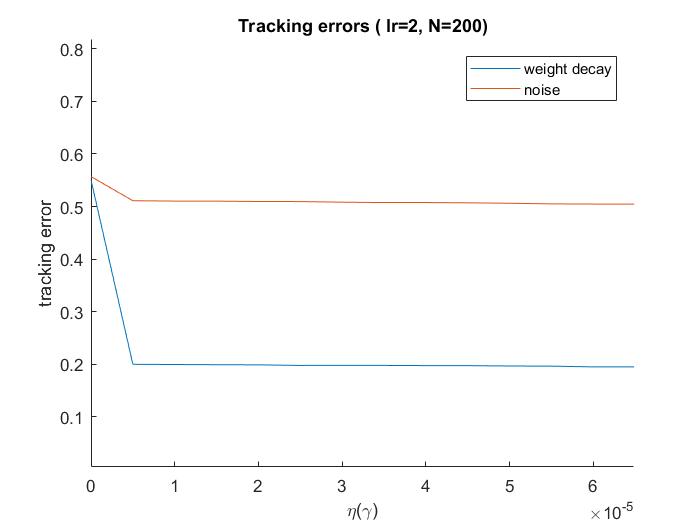 Tracking errors ( lr=2, N=200)
weight decay
noise
tracking error
0.8
0.7
0.6
0.5
0.4
0.3
0.2
0.1
0 1 2 3 4 5 6
η(γ)
×10⁻⁵